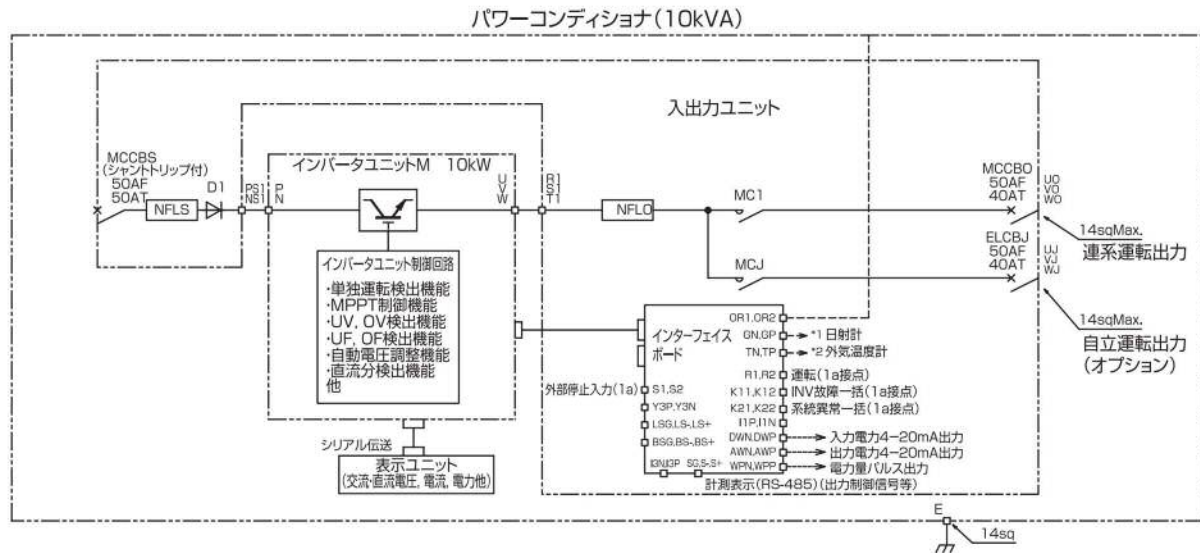 パワーコンディショナ(10kVA)
入出力ユニット
MCCBS
(シャントトリップ付)
50AF
50AT
NFLS
D1
PS1
NS1
P
N
インバータユニットM 10kW
U
V
W
R1
S1
T1
NFLO
MC1
MCJ
MCCBO
50AF
40AT
UO
VO
WO
14sqMax.
連系運転出力
ELCBJ
50AF
40AT
UJ
VJ
WJ
14sqMax.
自立運転出力
(オプション)
インバータユニット制御回路
・単独運転検出機能
・MPPT制御機能
・UV, OV検出機能
・UF, OF検出機能
・自動電圧調整機能
・直流分検出機能
他
シリアル伝送
表示ユニット
(交流・直流電圧, 電流, 電力他)
インターフェイス
ボード
外部停止入力(1a)
S1,S2
Y3P,Y3N
LSG,LS-,LS+
BSG,BS-,BS+
I3N,I3P SG,S-,S+
OR1,OR2
GN,GP *1 日射計
TN,TP *2 外気温度計
R1,R2 運転(1a接点)
K11,K12 INV故障一括(1a接点)
K21,K22 系統異常一括(1a接点)
I1P,I1N
DWN,DWP 入力電力4-20mA出力
AWN,AWP 出力電力4-20mA出力
WPN,WPP 電力量パルス出力
計測表示(RS-485)(出力制御信号等)
E
14sq